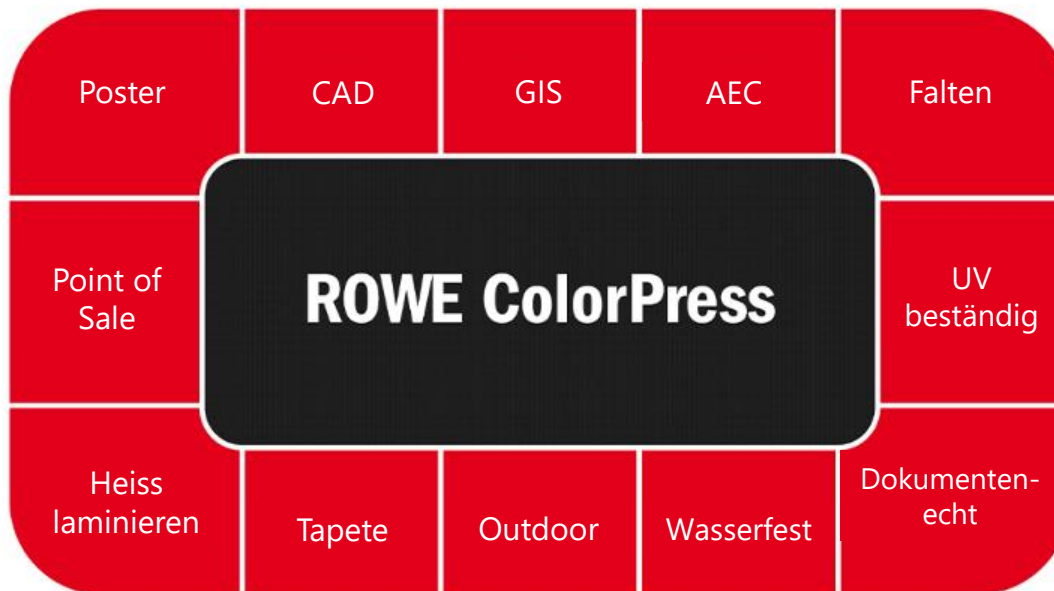 Poster
CAD
GIS
AEC
Falten
Point of
Sale
ROWE ColorPress
UV
beständig
Heiss
laminieren
Tapete
Outdoor
Wasserfest
Dokumenten-
echt